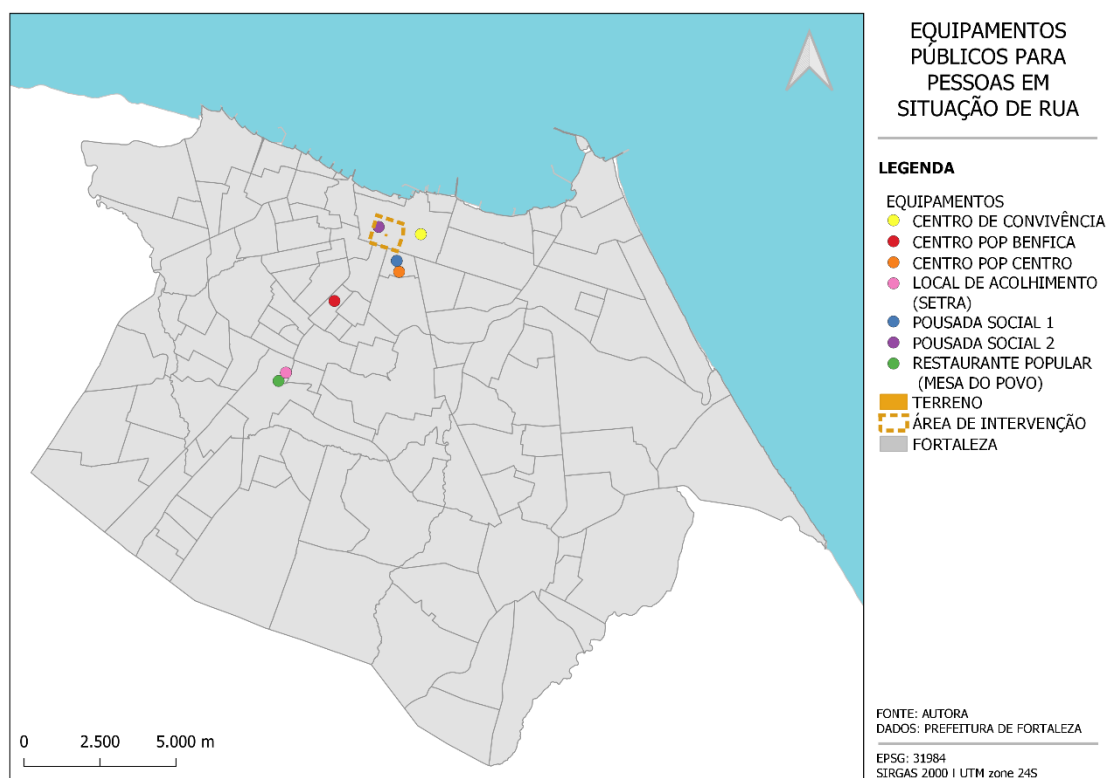 EQUIPAMENTOS
PÚBLICOS PARA
PESSOAS EM
SITUAÇÃO DE RUA
LEGENDA
EQUIPAMENTOS
CENTRO DE CONVIVÊNCIA
CENTRO POP BENFICA
CENTRO POP CENTRO
LOCAL DE ACOLHIMENTO
(SETRA)
POUSADA SOCIAL 1
POUSADA SOCIAL 2
RESTAURANTE POPULAR
(MESA DO POVO)
TERRENO
ÁREA DE INTERVENÇÃO
FORTALEZA
0 2.500 5.000 m
FONTE: AUTORA
DADOS: PREFEITURA DE FORTALEZA
EPSG: 31984
SIRGAS 2000 | UTM zone 24S